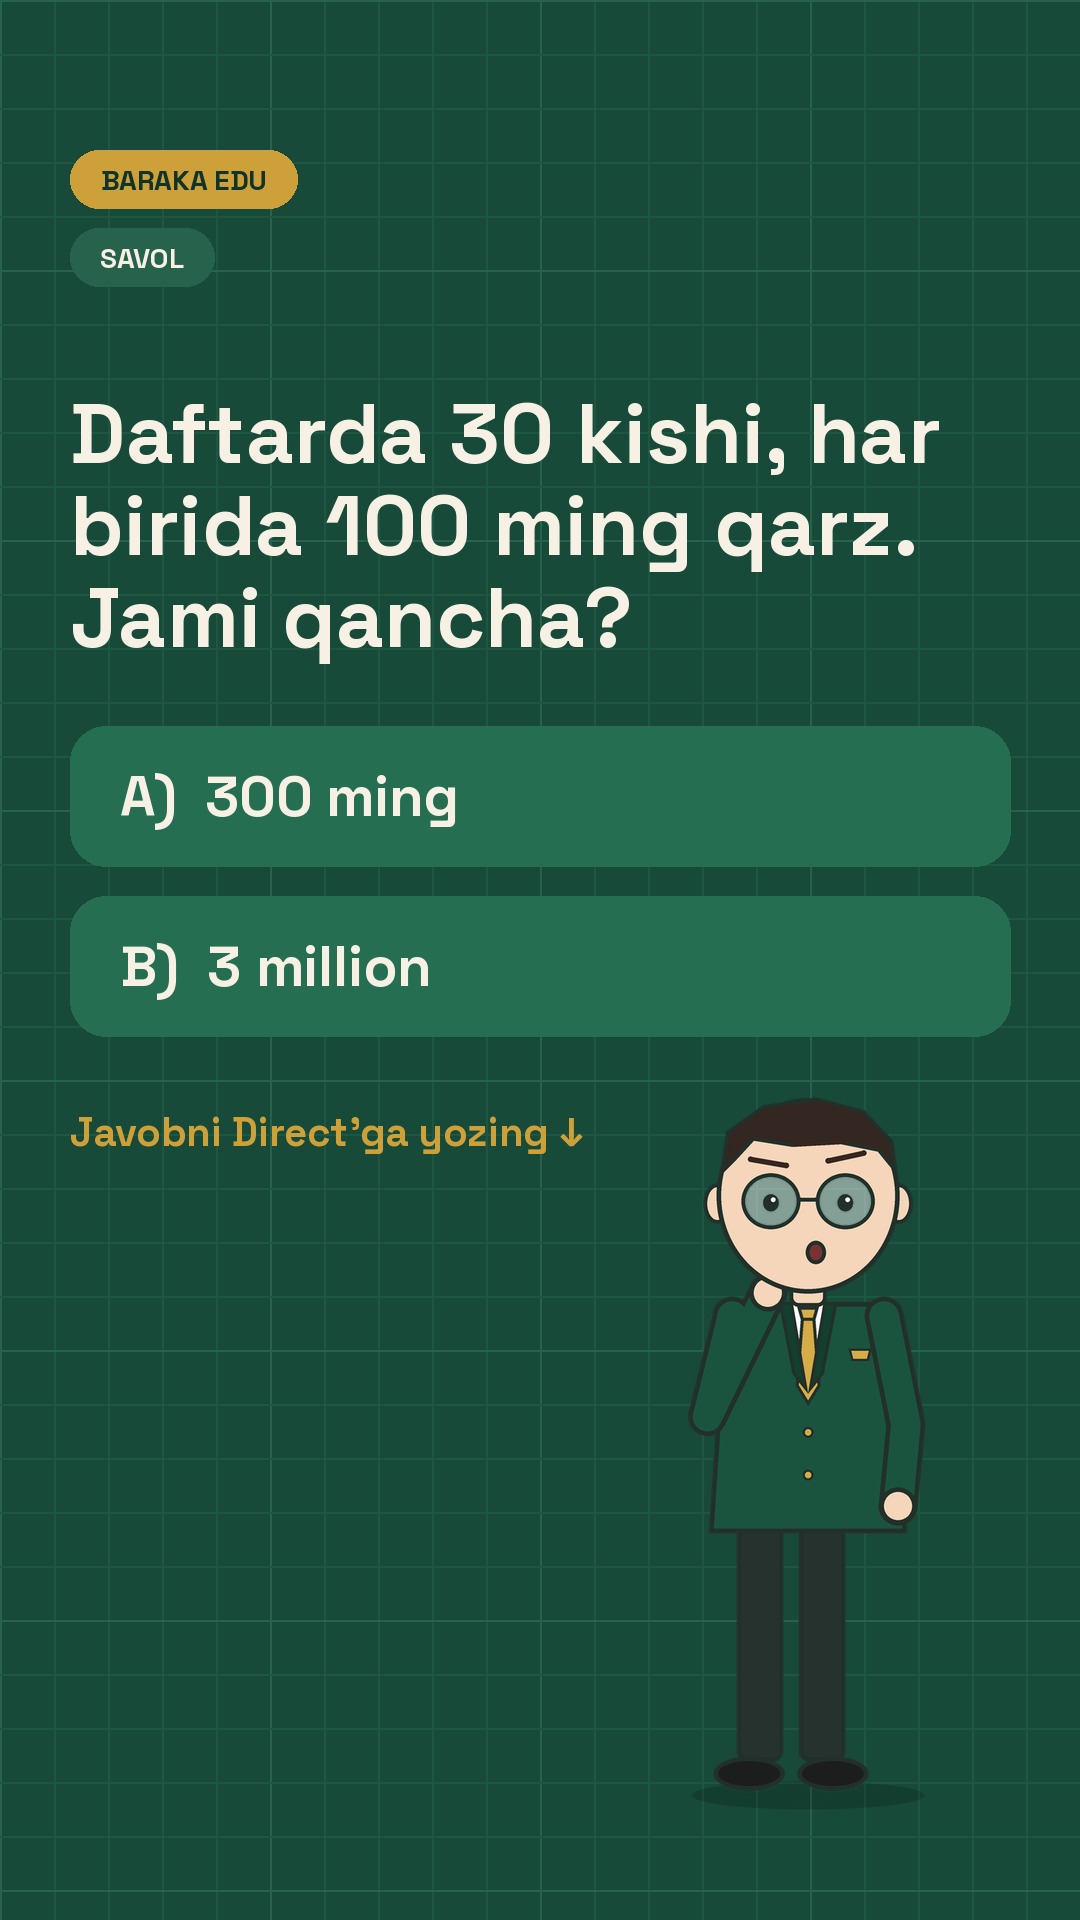 BARAKA EDU
SAVOL
Daftarda 30 kishi, har
birida 100 ming qarz.
Jami qancha?
A) 300 ming
B) 3 million
Javobni Direct’ga yozing ↓